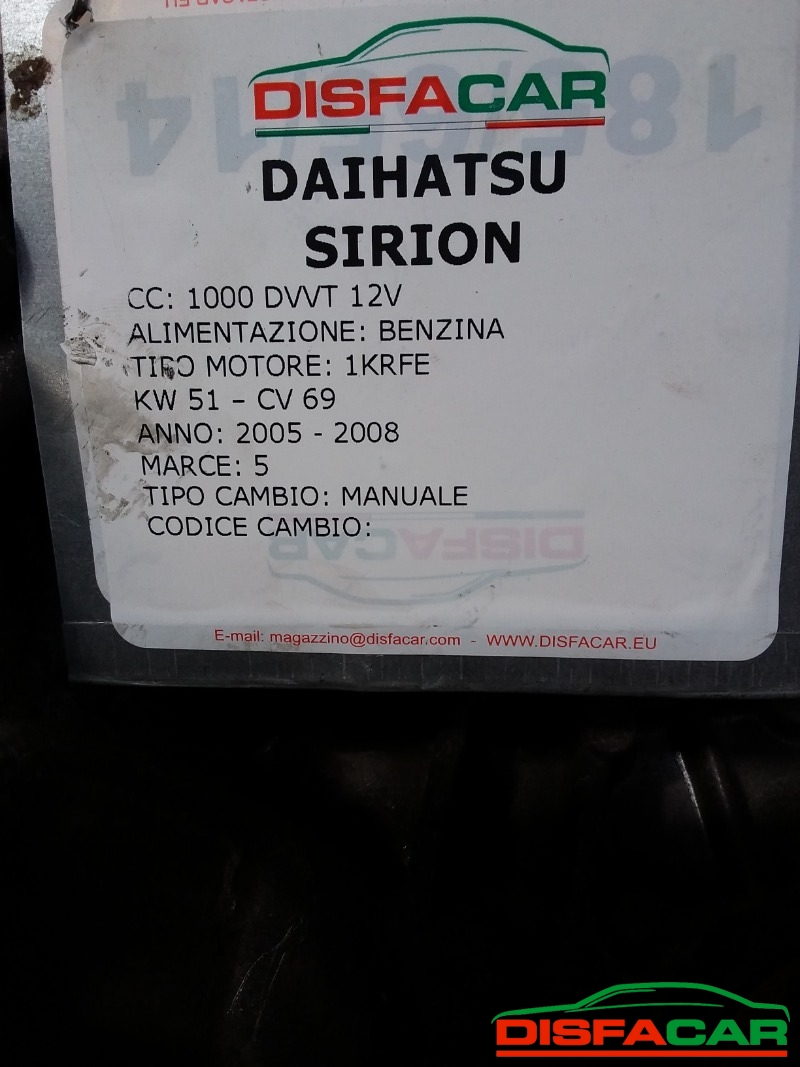 DISFACAR
DAIHATSU
SIRION
CC: 1000 DVVT 12V
ALIMENTAZIONE: BENZINA
TIPO MOTORE: 1KRFE
KW 51 – CV 69
ANNO: 2005 - 2008
MARCE: 5
TIPO CAMBIO: MANUALE
CODICE CAMBIO:
DISFACAR
E-mail: magazzino@disfacar.com - WWW.DISFACAR.EU
DISFACAR